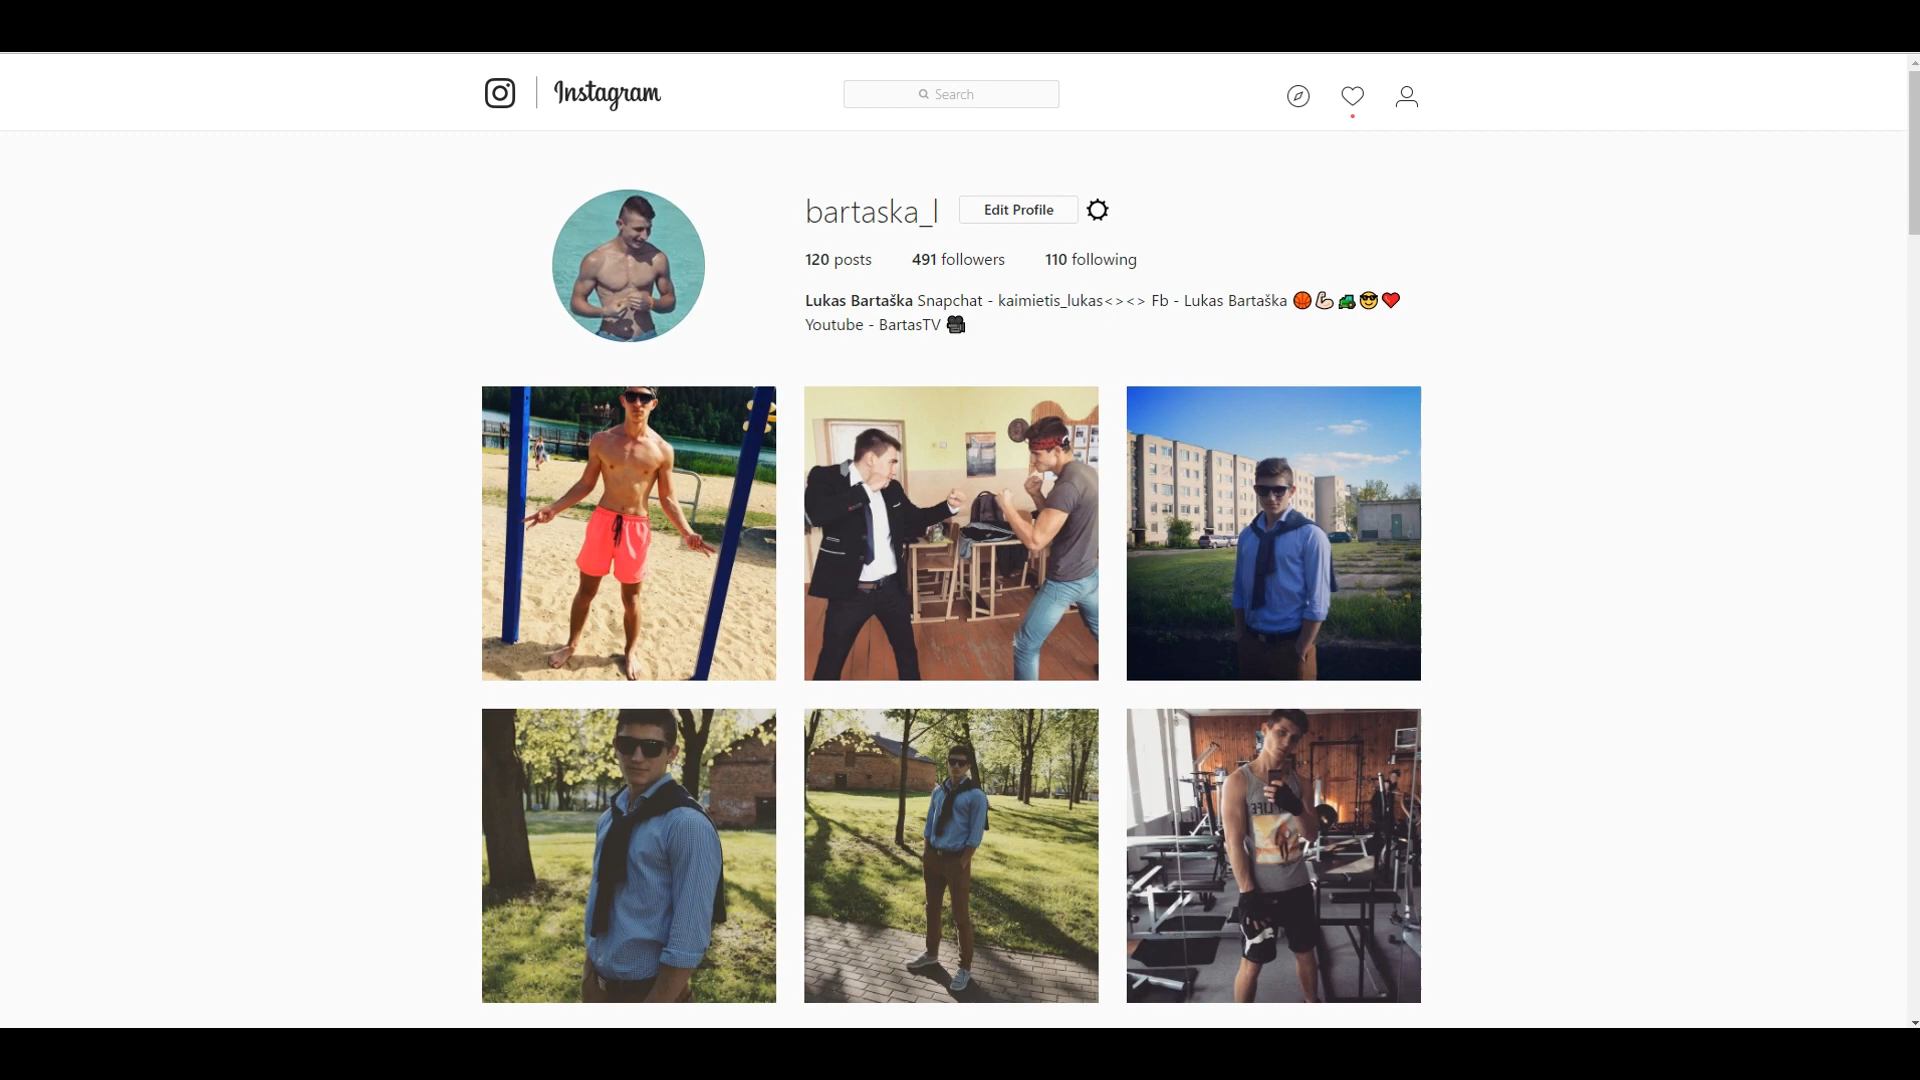 Instagram
Search
bartaska_l Edit Profile
120 posts 491 followers 110 following
Lukas Bartaška Snapchat - kaimietis_lukas<><> Fb - Lukas Bartaška 🏀💪🏻🚜😎❤
Youtube - BartasTV 🎥